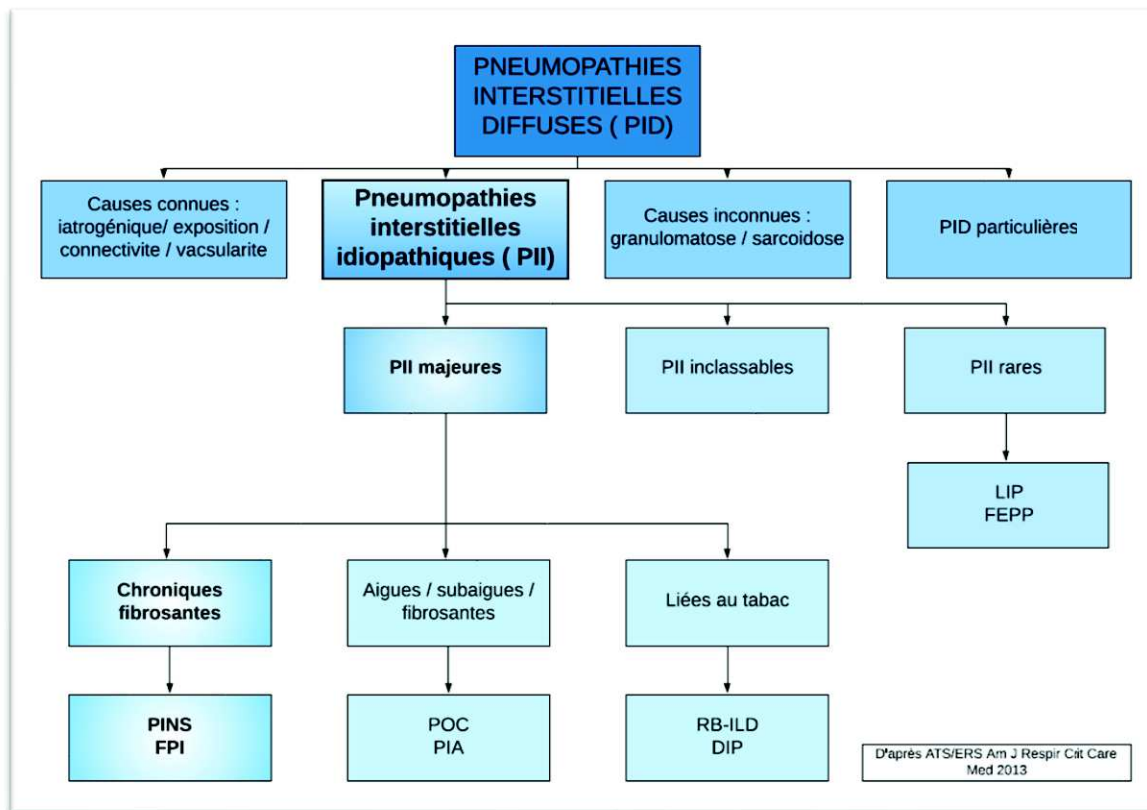 PNEUMOPATHIES
INTERSTITIELLES
DIFFUSES ( PID)
Causes connues :
iatrogénique/ exposition /
connectivite / vacsularite
Pneumopathies
interstitielles
idiopathiques ( PII)
Causes inconnues :
granulomatose / sarcoidose
PID particulières
PII majeures
PII inclassables
PII rares
LIP
FEPP
Chroniques
fibrosantes
Aigues / subaigues /
fibrosantes
Liées au tabac
PINS
FPI
POC
PIA
RB-ILD
DIP
D'après ATS/ERS Am J Respir Crit Care
Med 2013